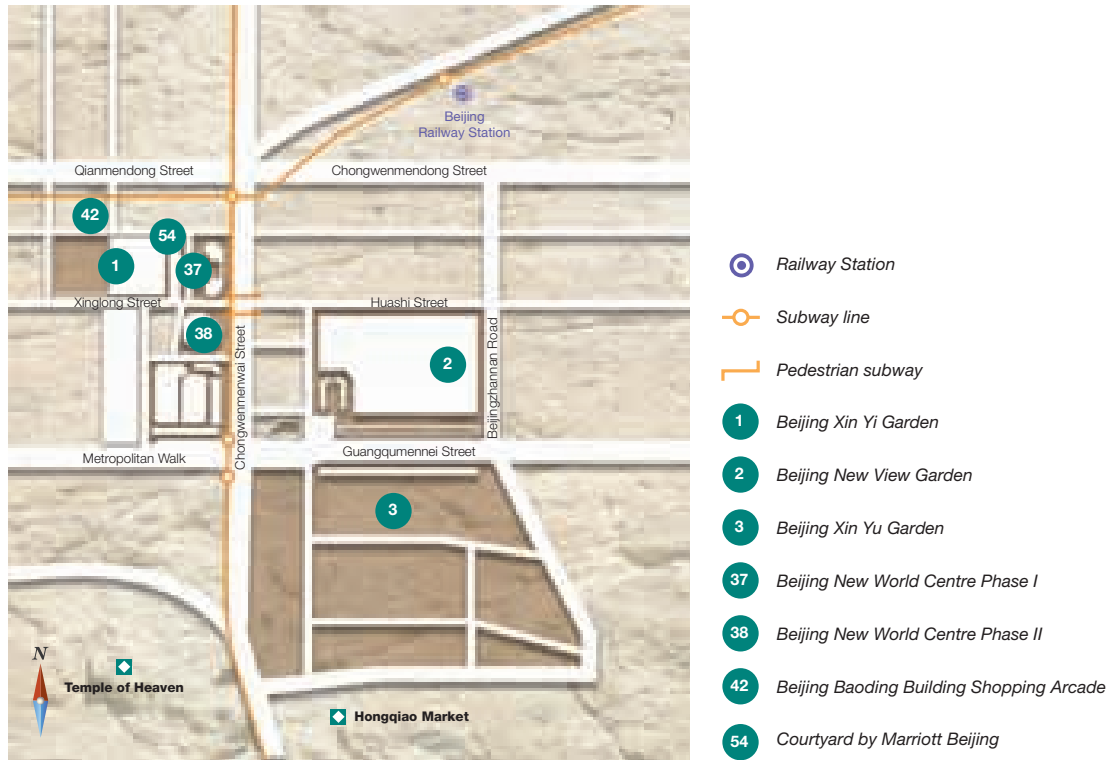 Beijing
Railway Station
Qianmendong Street
Chongwenmendong Street
42
54
1
37
Xinglong Street
Huashi Street
38
2
Chongwenmenwai Street
Beijingzhannan Road
Metropolitan Walk
Guangqumennei Street
3
N
Temple of Heaven
Hongqiao Market
Railway Station
Subway line
Pedestrian subway
1 Beijing Xin Yi Garden
2 Beijing New View Garden
3 Beijing Xin Yu Garden
37 Beijing New World Centre Phase I
38 Beijing New World Centre Phase II
42 Beijing Baoding Building Shopping Arcade
54 Courtyard by Marriott Beijing